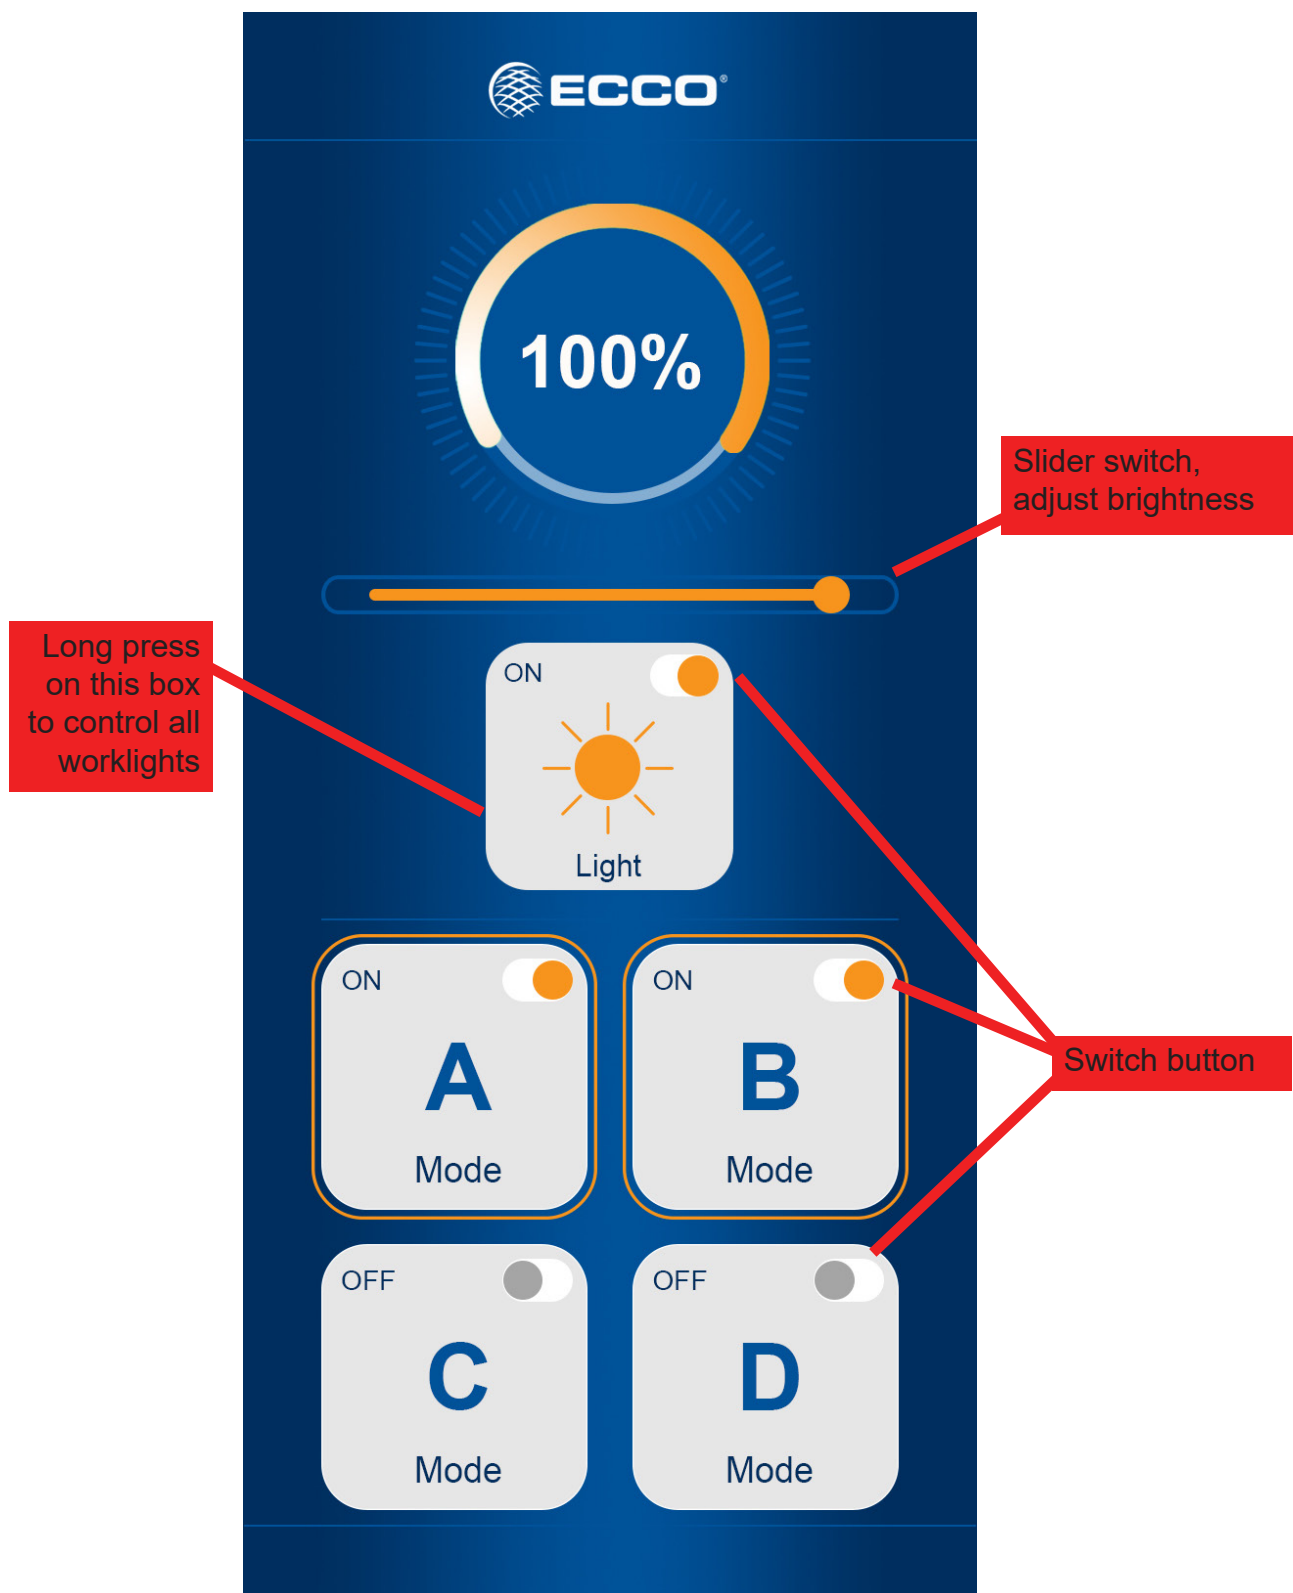 ECCO®
100%
Slider switch,
adjust brightness
Long press
on this box
to control all
worklights
ON
Light
ON
A
Mode
ON
B
Mode
Switch button
OFF
C
Mode
OFF
D
Mode